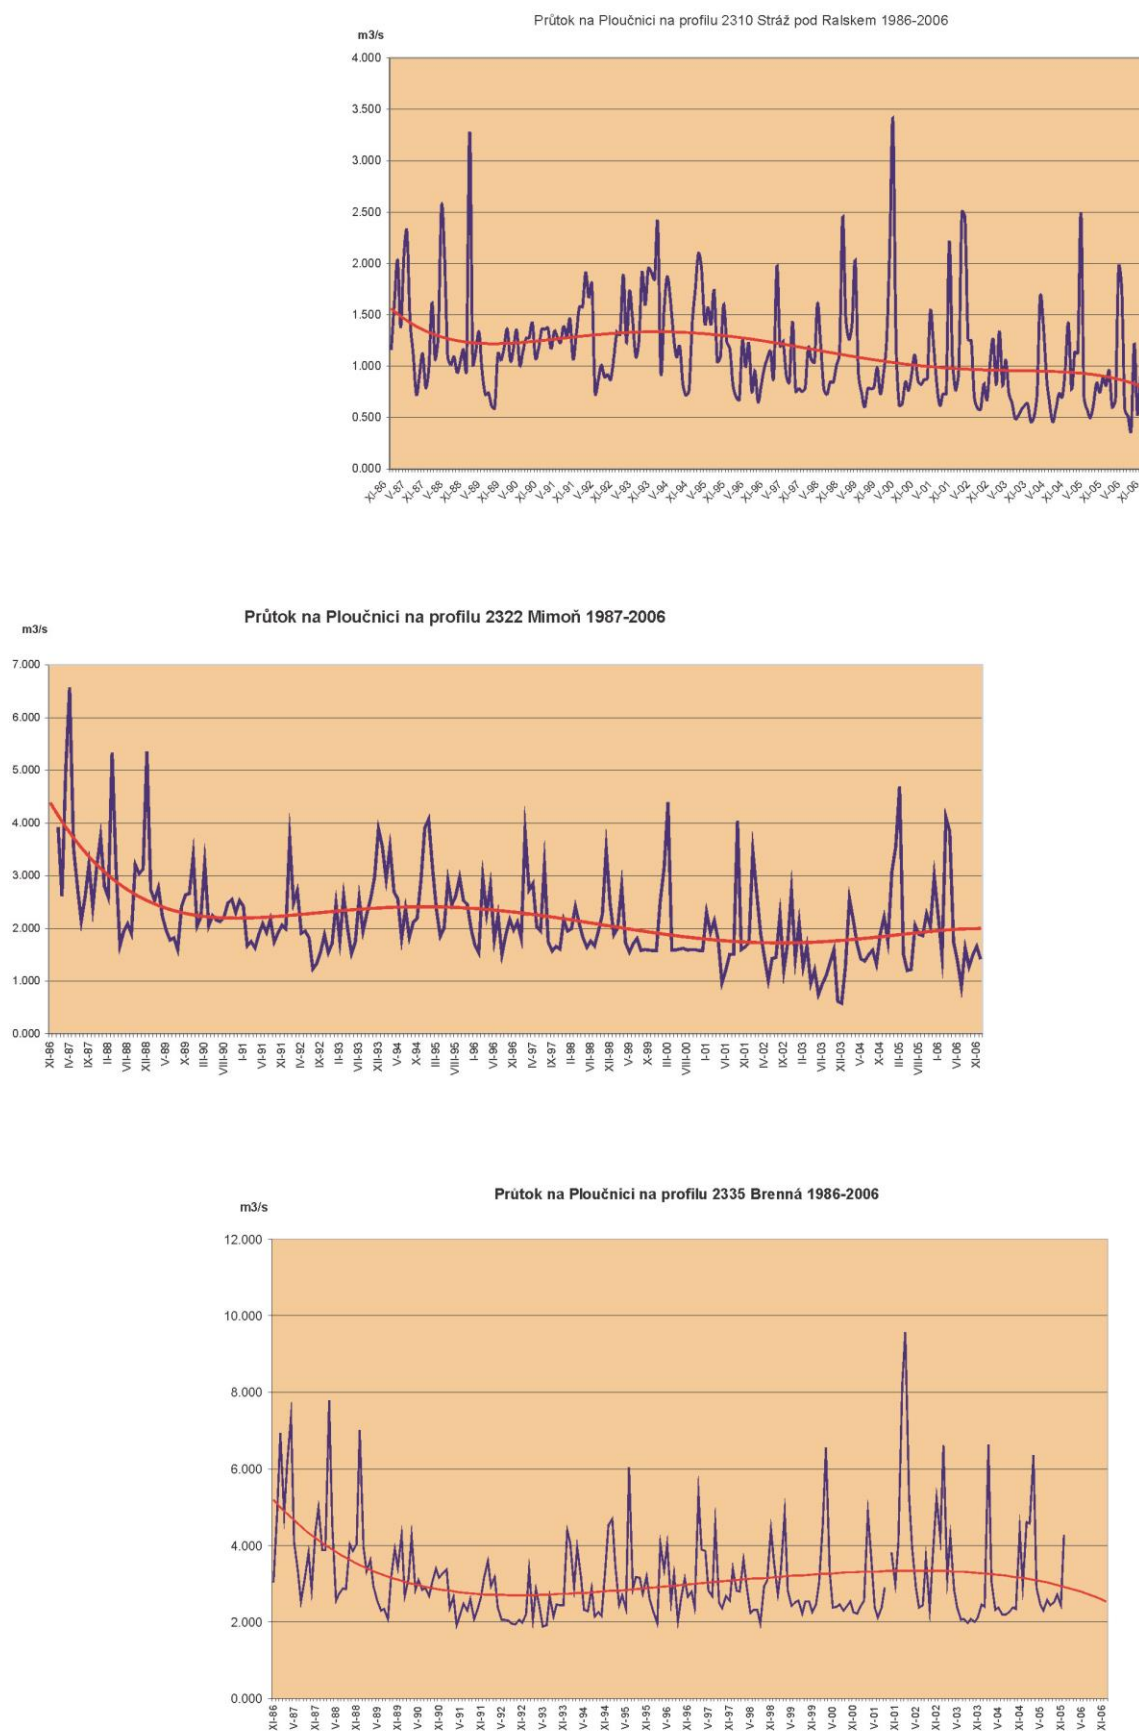 Průtok na Ploučnici na profilu 2310 Stráž pod Ralskem 1986-2006
m3/s
4.000
3.500
3.000
2.500
2.000
1.500
1.000
0.500
0.000
XI-86 V-87 XI-87 V-88 XI-88 V-89 XI-89 V-90 XI-90 V-91 XI-91 V-92 XI-92 V-93 XI-93 V-94 XI-94 V-95 XI-95 V-96 XI-96 V-97 XI-97 V-98 XI-98 V-99 XI-99 V-00 XI-00 V-01 XI-01 V-02 XI-02 V-03 XI-03 V-04 XI-04 V-05 XI-05 V-06 XI-06
Průtok na Ploučnici na profilu 2322 Mimoň 1987-2006
m3/s
7.000
6.000
5.000
4.000
3.000
2.000
1.000
0.000
XI-86 IV-87 IX-87 II-88 VII-88 XII-88 V-89 X-89 III-90 VIII-90 I-91 VI-91 XI-91 IV-92 IX-92 II-93 VII-93 XII-93 V-94 X-94 III-95 VIII-95 I-96 VI-96 XI-96 IV-97 IX-97 II-98 VII-98 XII-98 V-99 X-99 III-00 VIII-00 I-01 VI-01 XI-01 IV-02 IX-02 II-03 VII-03 XII-03 V-04 X-04 III-05 VIII-05 I-06 VI-06 XI-06
Průtok na Ploučnici na profilu 2335 Brenná 1986-2006
m3/s
12.000
10.000
8.000
6.000
4.000
2.000
0.000
XI-86 V-87 XI-87 V-88 XI-88 V-89 XI-89 V-90 XI-90 V-91 XI-91 V-92 XI-92 V-93 XI-93 V-94 XI-94 V-95 XI-95 V-96 XI-96 V-97 XI-97 V-98 XI-98 V-99 XI-99 V-00 XI-00 V-01 XI-01 V-02 XI-02 V-03 XI-03 V-04 XI-04 V-05 XI-05 V-06 XI-06